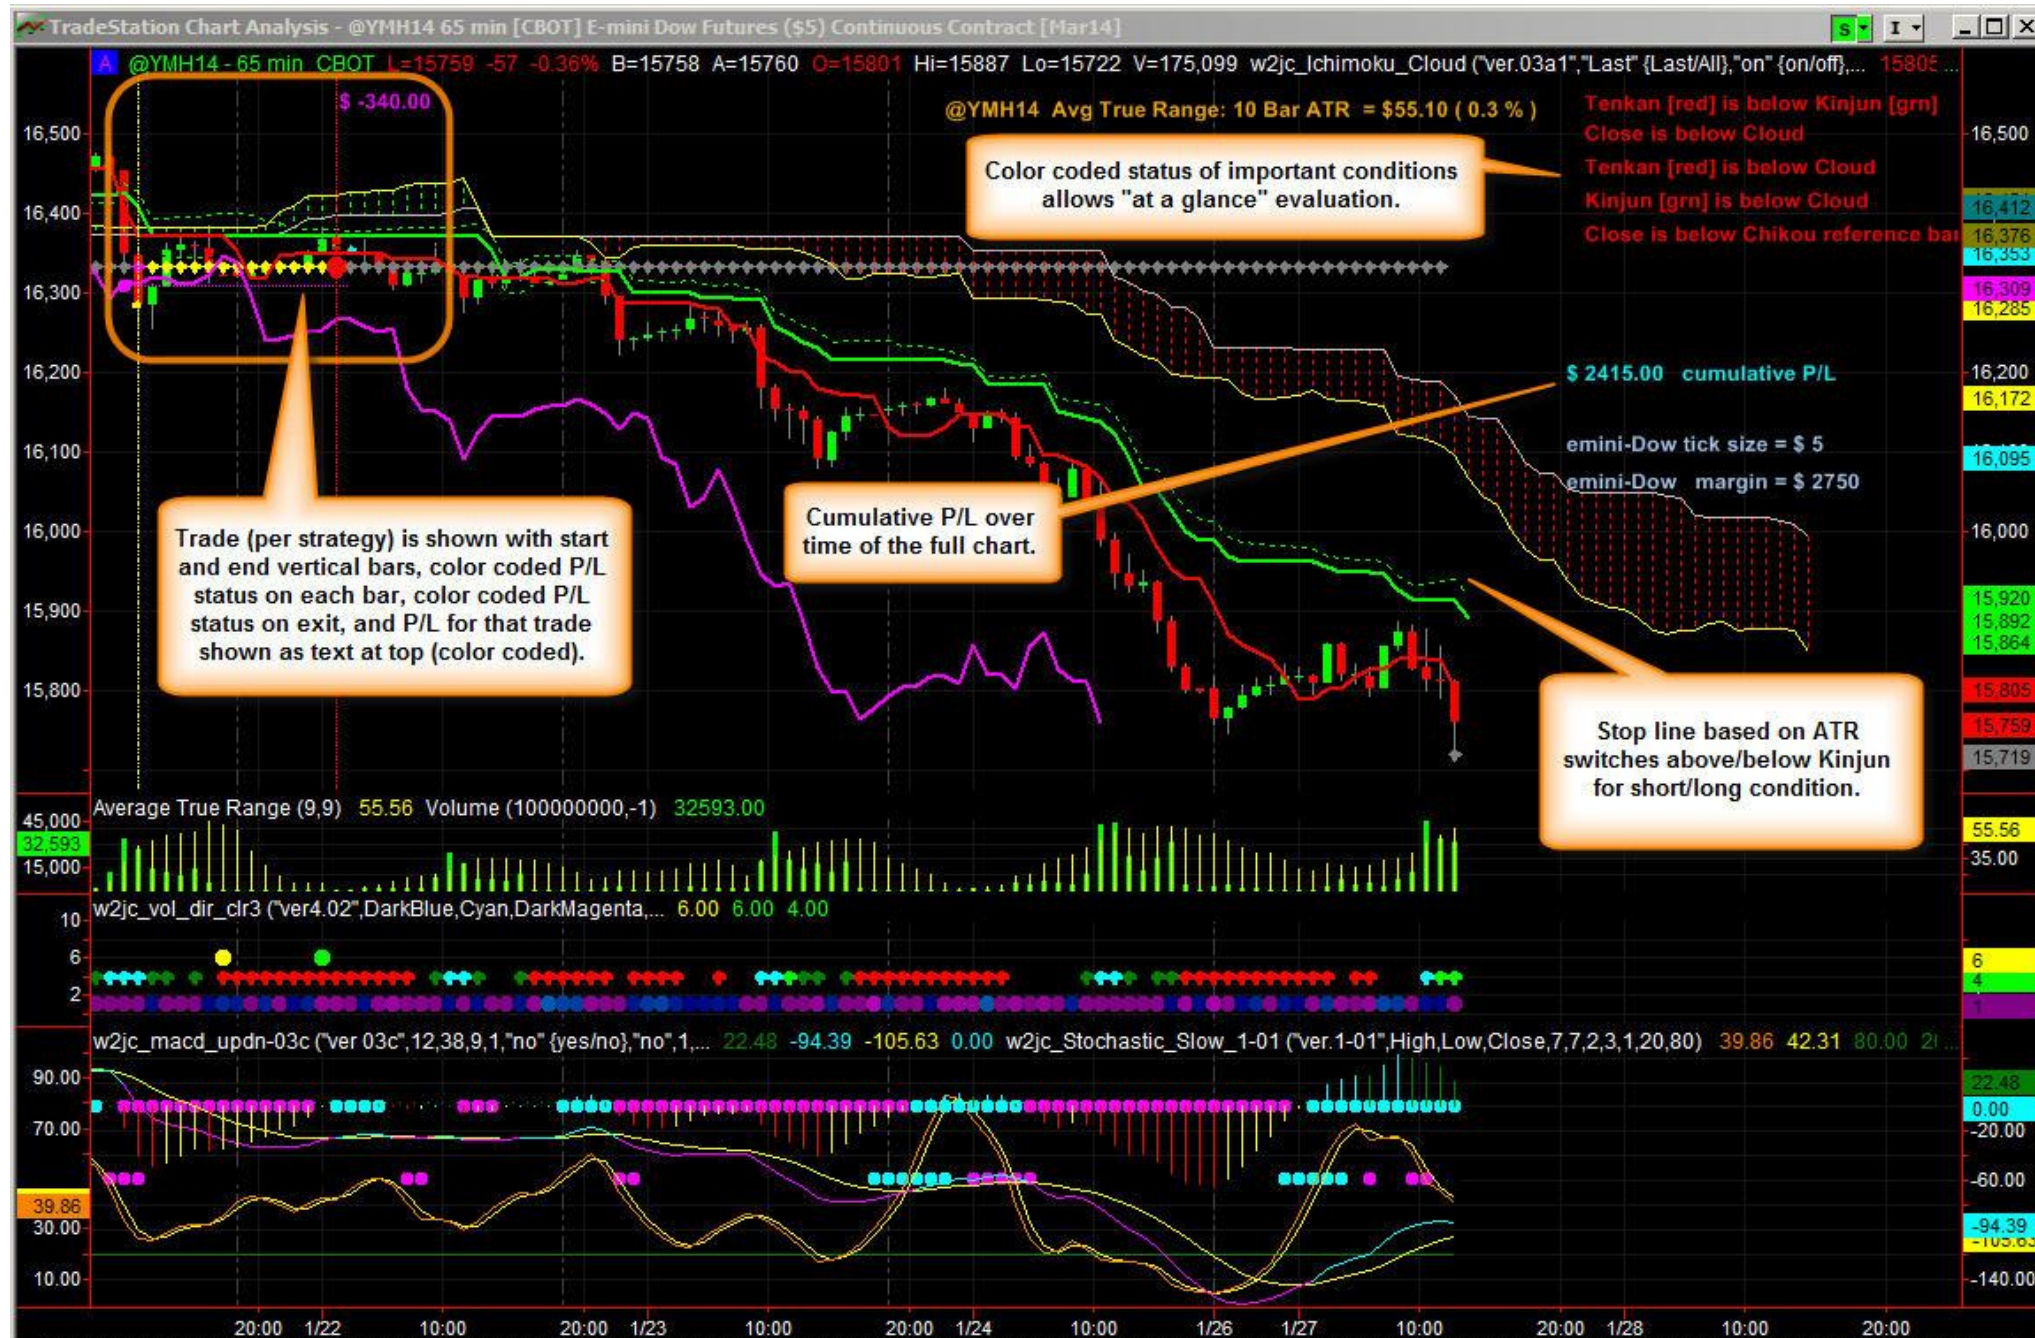 TradeStation Chart Analysis - @YMH14 65 min [CBOT] E-mini Dow Futures ($5) Continuous Contract [Mar14]
S I
A @YMH14 - 65 min CBOT L=15759 -57 -0.36% B=15758 A=15760 O=15801 Hi=15887 Lo=15722 V=175,099 w2jc_Ichimoku_Cloud ("ver.03a1","Last" {Last/All},"on" {on/off},... 15805 ...
$ -340.00
@YMH14 Avg True Range: 10 Bar ATR = $55.10 ( 0.3 % )
Tenkan [red] is below Kinjun [grn]
Close is below Cloud
Tenkan [red] is below Cloud
Kinjun [grn] is below Cloud
Close is below Chikou reference bar
Color coded status of important conditions
allows "at a glance" evaluation.
16,500
16,400
16,300
16,200
16,100
16,000
15,900
15,800
16,500
16,412
16,376
16,353
16,309
16,285
16,200
16,172
16,095
16,000
15,920
15,892
15,864
15,805
15,759
15,719
$ 2415.00 cumulative P/L
emini-Dow tick size = $ 5
emini-Dow margin = $ 2750
Trade (per strategy) is shown with start
and end vertical bars, color coded P/L
status on each bar, color coded P/L
status on exit, and P/L for that trade
shown as text at top (color coded).
Cumulative P/L over
time of the full chart.
Stop line based on ATR
switches above/below Kinjun
for short/long condition.
Average True Range (9,9) 55.56 Volume (100000000,-1) 32593.00
45,000
32,593
15,000
55.56
35.00
w2jc_vol_dir_clr3 ("ver4.02",DarkBlue,Cyan,DarkMagenta,... 6.00 6.00 4.00
10
6
2
6
4
1
w2jc_macd_updn-03c ("ver 03c",12,38,9,1,"no" {yes/no},"no",1,... 22.48 -94.39 -105.63 0.00 w2jc_Stochastic_Slow_1-01 ("ver.1-01",High,Low,Close,7,7,2,3,1,20,80) 39.86 42.31 80.00 2...
90.00
70.00
39.86
30.00
10.00
22.48
0.00
-20.00
-60.00
-94.39
-105.63
-140.00
20:00 1/22 10:00 20:00 1/23 10:00 20:00 1/24 10:00 1/26 1/27 10:00 20:00 1/28 10:00 20:00